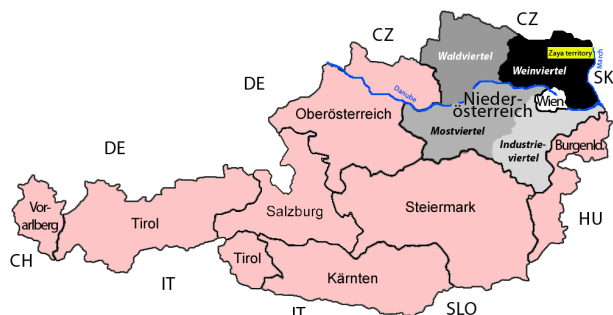 CZ
CZ
Waldviertel
Zaya territory
March
Weinviertel
DE
SK
Danube
Nieder-
österreich
Wien
Oberösterreich
Mostviertel
Industrie-
viertel
Burgenld.
DE
Vor-
arlberg
Tirol
Salzburg
Steiermark
HU
CH
Tirol
IT
Kärnten
IT
SLO